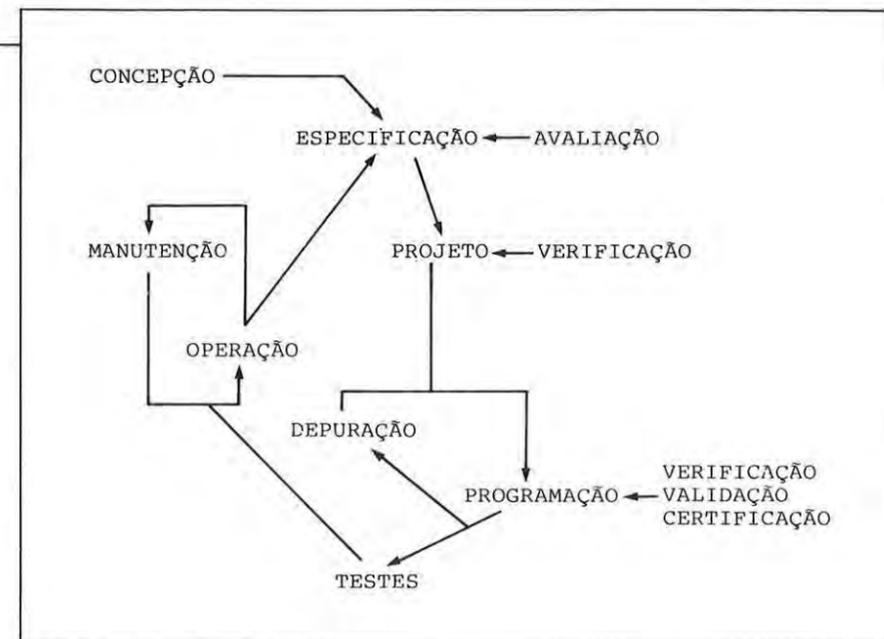 CONCEPÇÃO
ESPECIFICAÇÃO
AVALIAÇÃO
MANUTENÇÃO
PROJETO
VERIFICAÇÃO
OPERAÇÃO
DEPURAÇÃO
PROGRAMAÇÃO
VERIFICAÇÃO
VALIDAÇÃO
CERTIFICAÇÃO
TESTES